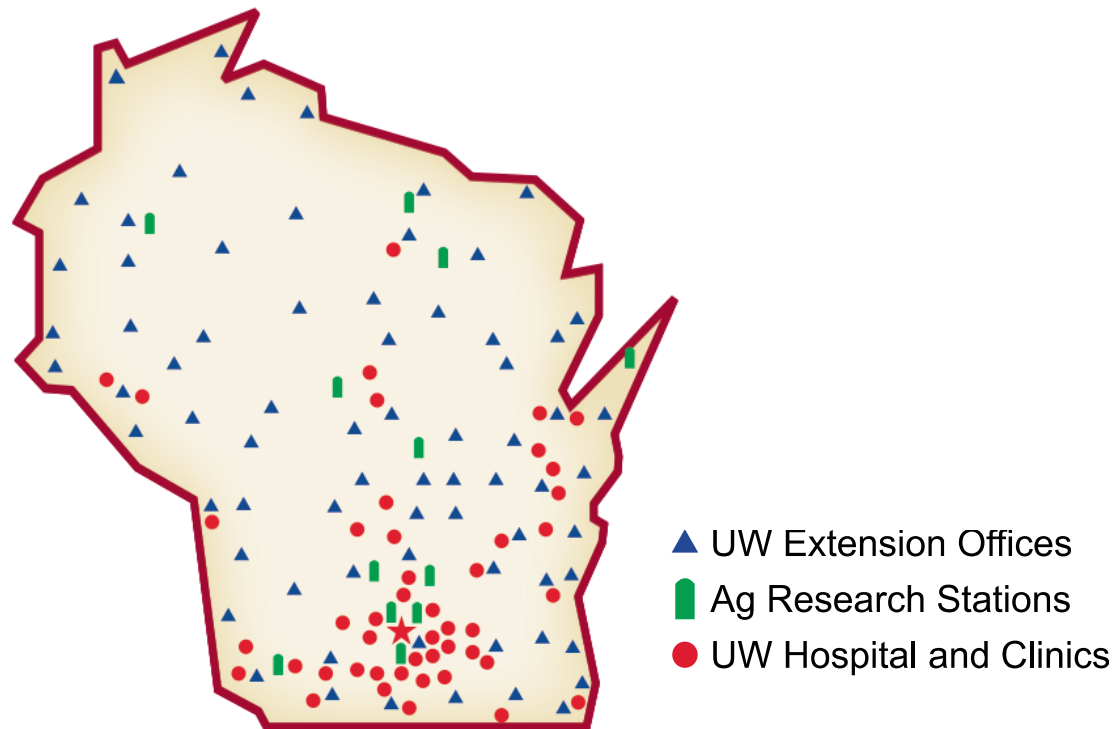 UW Extension Offices
Ag Research Stations
UW Hospital and Clinics